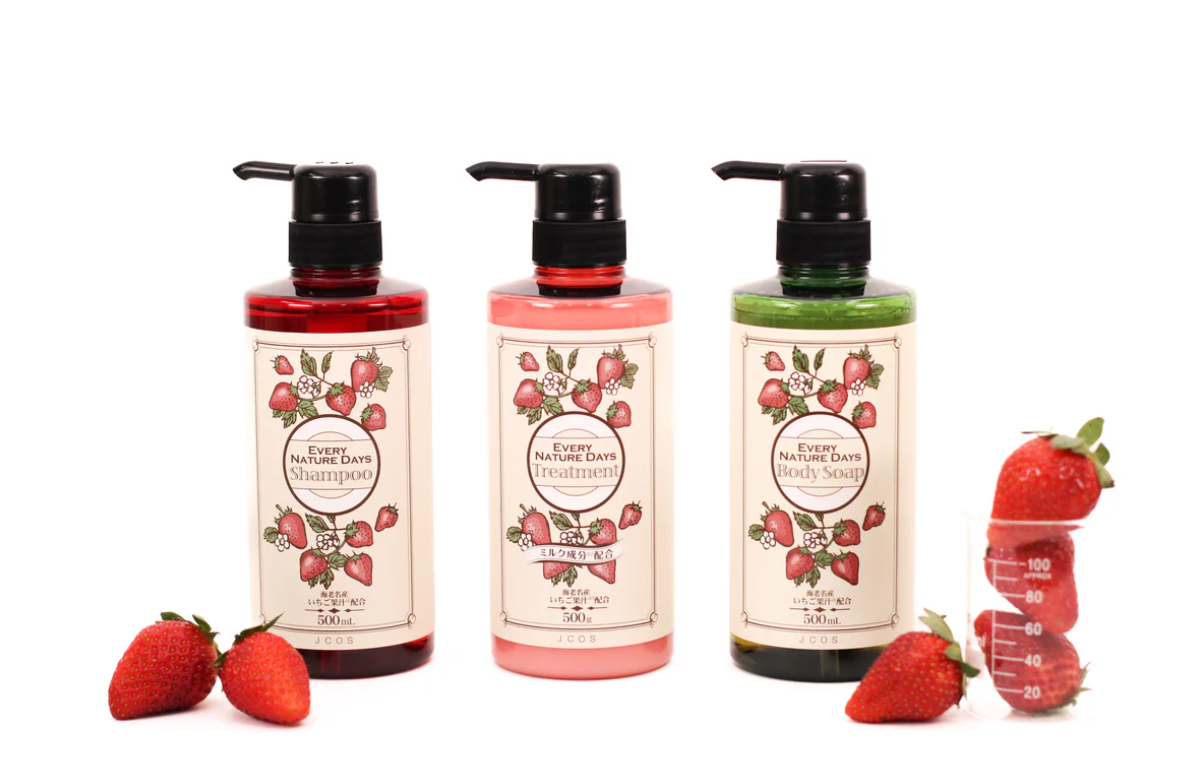 EVERY
NATURE DAYS
Shampoo
海老名産
いちご果汁配合
500mL
JCOS
EVERY
NATURE DAYS
Treatment
ミルク成分配合
海老名産
いちご果汁配合
500g
JCOS
EVERY
NATURE DAYS
Body Soap
海老名産
いちご果汁配合
500mL
JCOS
100
APPROX
80
60
40
20